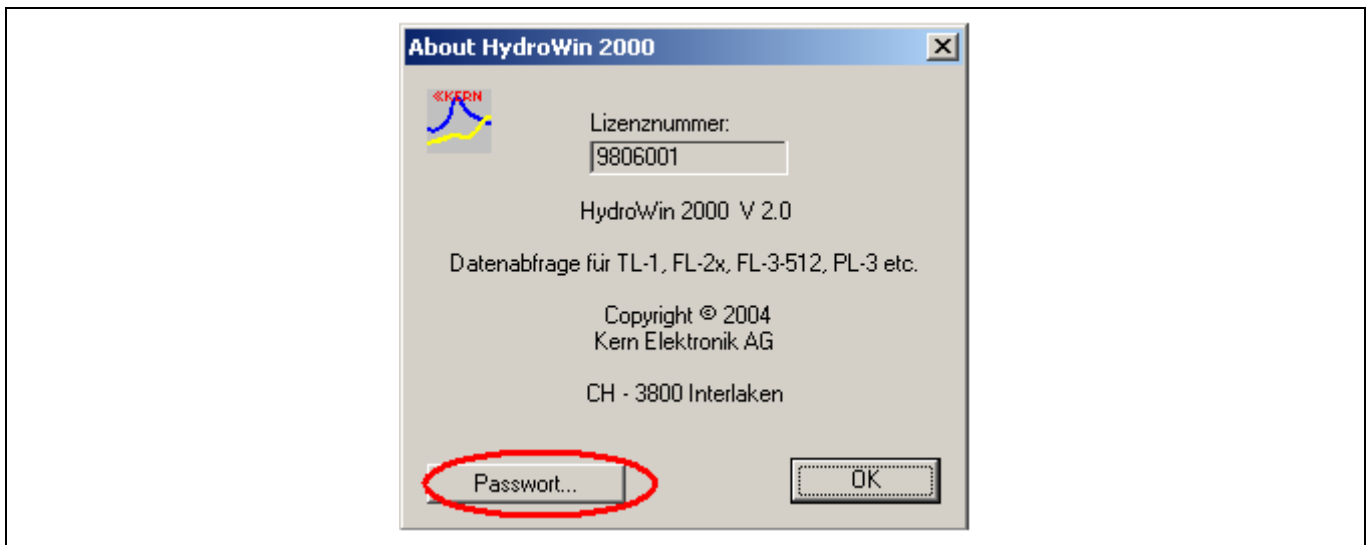 About HydroWin 2000
«KERN
Lizenznummer:
9806001
HydroWin 2000 V 2.0
Datenabfrage für TL-1, FL-2x, FL-3-512, PL-3 etc.
Copyright © 2004
Kern Elektronik AG
CH - 3800 Interlaken
Passwort... OK